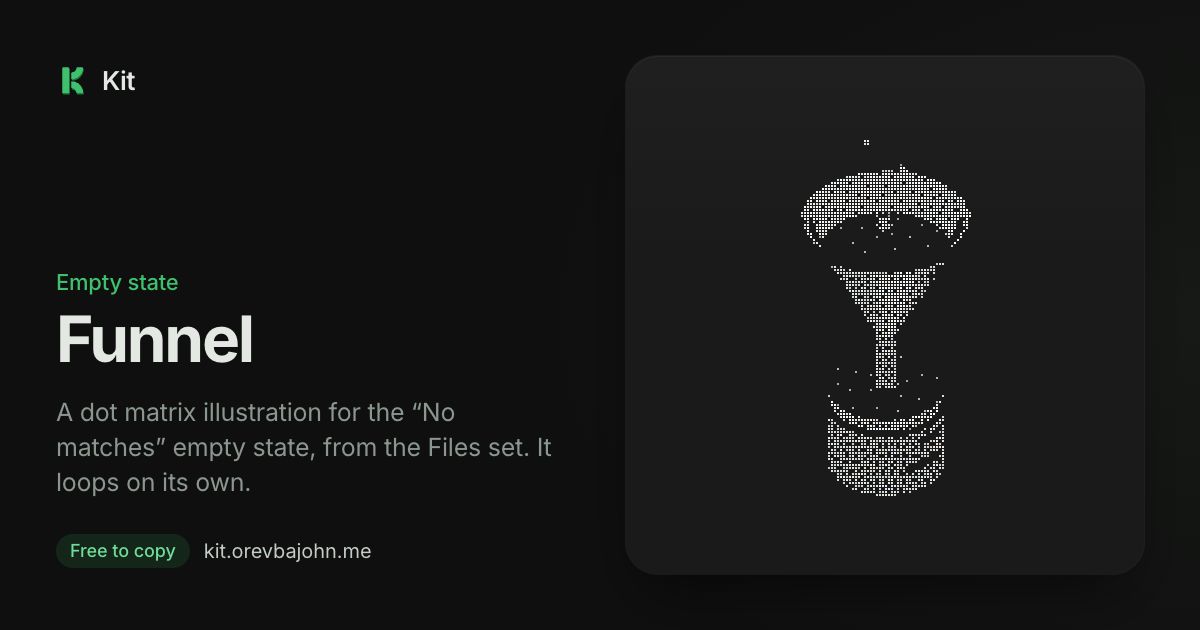 Kit
Empty state
Funnel
A dot matrix illustration for the “No
matches” empty state, from the Files set. It
loops on its own.
Free to copy
kit.orevbajohn.me